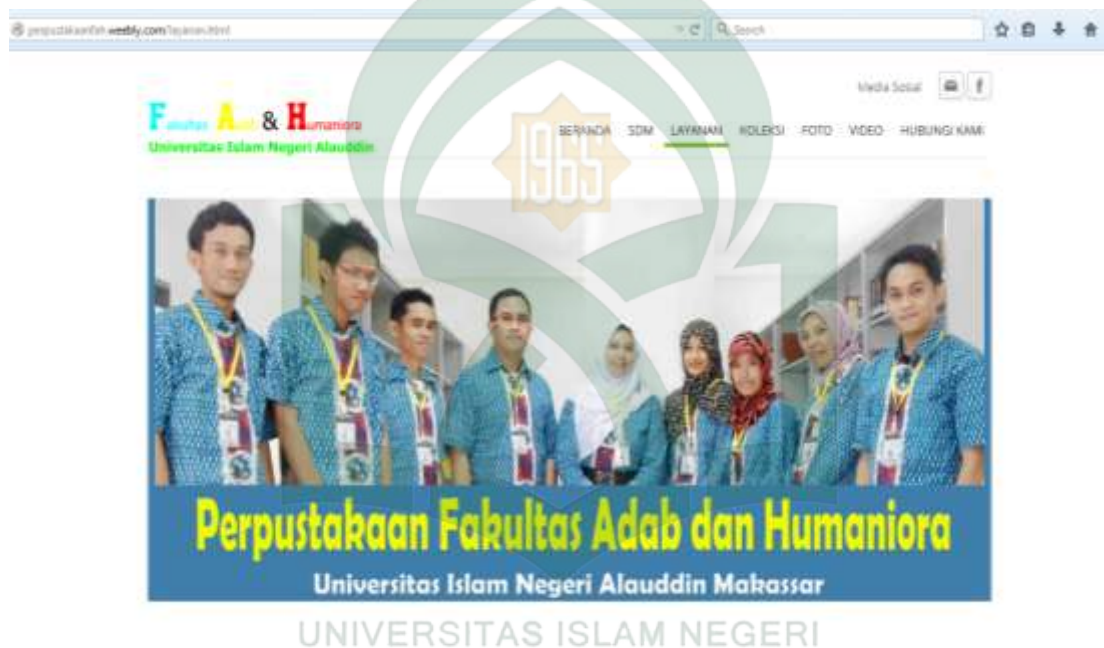 perpustakaanfah.weebly.com/layanan.html
Search
Media Sosial
Fakultas Adab & Humaniora
BERANDA SDM LAYANAN KOLEKSI FOTO VIDEO HUBUNGI KAMI
Universitas Islam Negeri Alauddin
1965
Perpustakaan Fakultas Adab dan Humaniora
Universitas Islam Negeri Alauddin Makassar
UNIVERSITAS ISLAM NEGERI